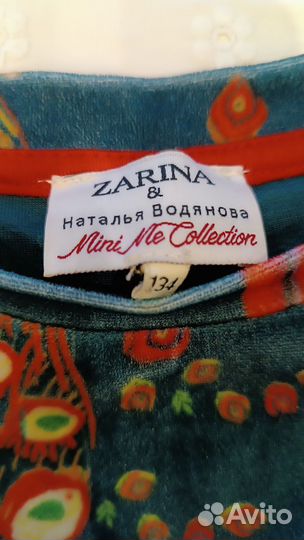 ZARINA
&
Наталья Водянова
Mini Me Collection
134
Avito